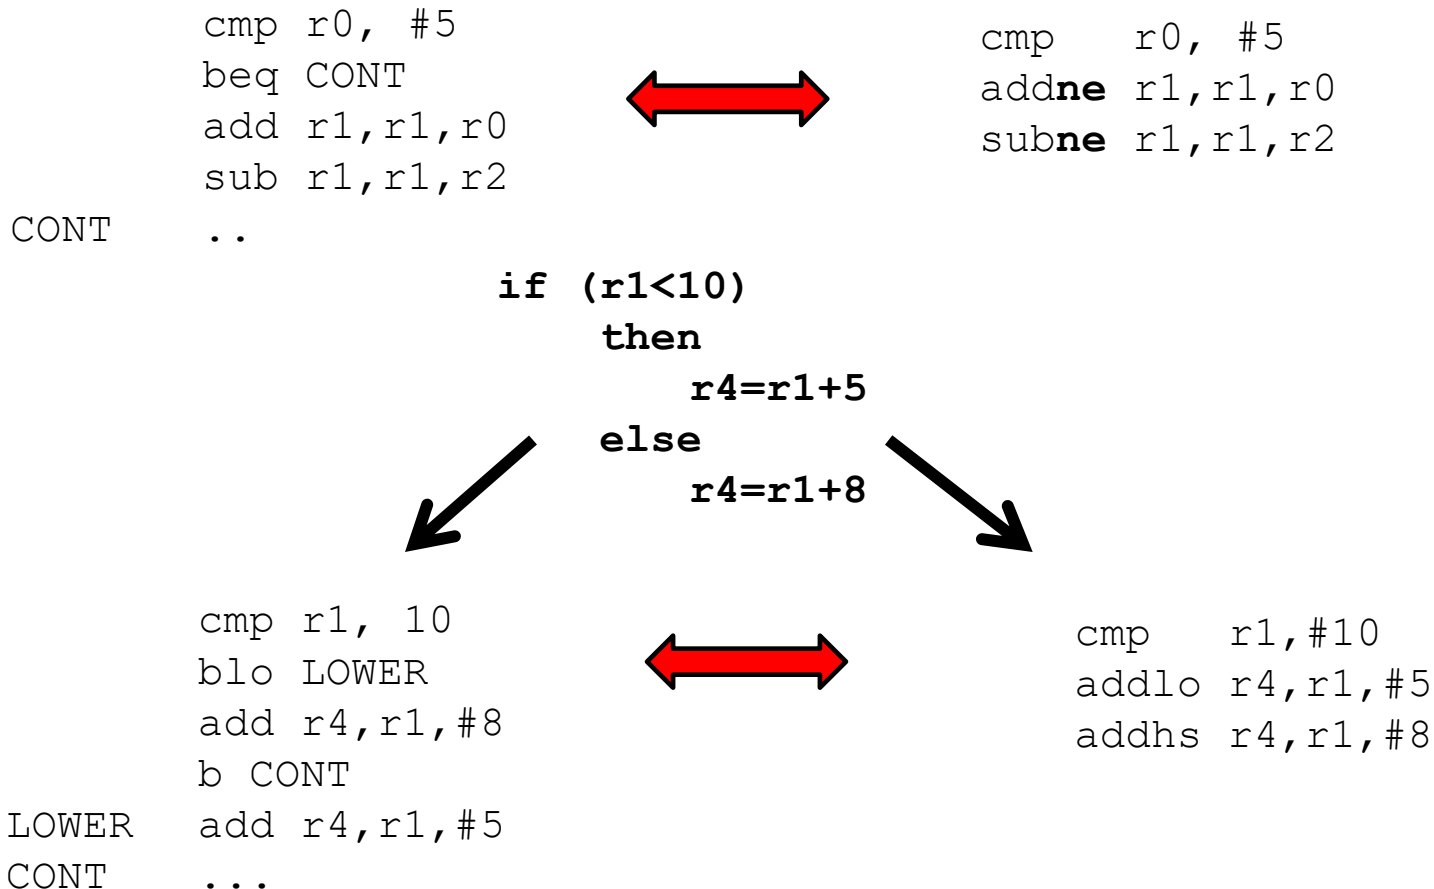 cmp r0, #5
beq CONT
add r1,r1,r0
sub r1,r1,r2
CONT ..
cmp r0, #5
addne r1,r1,r0
subne r1,r1,r2
if (r1<10)
then
r4=r1+5
else
r4=r1+8
cmp r1, 10
blo LOWER
add r4,r1,#8
b CONT
LOWER add r4,r1,#5
CONT ...
cmp r1,#10
addlo r4,r1,#5
addhs r4,r1,#8